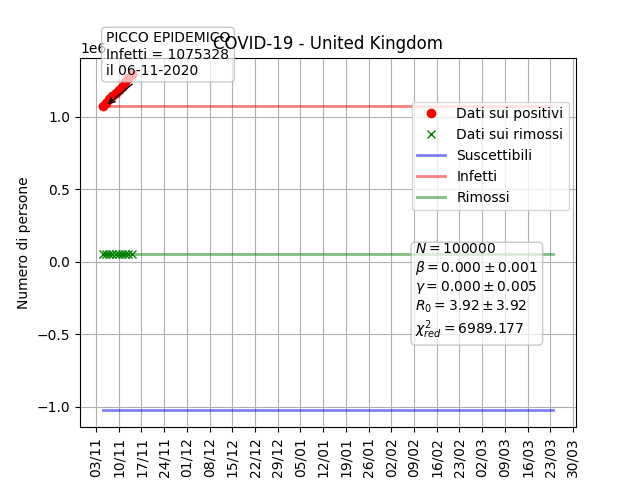 COVID-19 - United Kingdom
PICCO EPIDEMICO
Infetti = 1075328
il 06-11-2020
1e6
Numero di persone
1.0
0.5
0.0
−0.5
−1.0
Dati sui positivi
Dati sui rimossi
Suscettibili
Infetti
Rimossi
N = 100000
β = 0.000 ± 0.001
γ = 0.000 ± 0.005
R₀ = 3.92 ± 3.92
χ²red = 6989.177
03/11
10/11
17/11
24/11
01/12
08/12
15/12
22/12
29/12
05/01
12/01
19/01
26/01
02/02
09/02
16/02
23/02
02/03
09/03
16/03
23/03
30/03